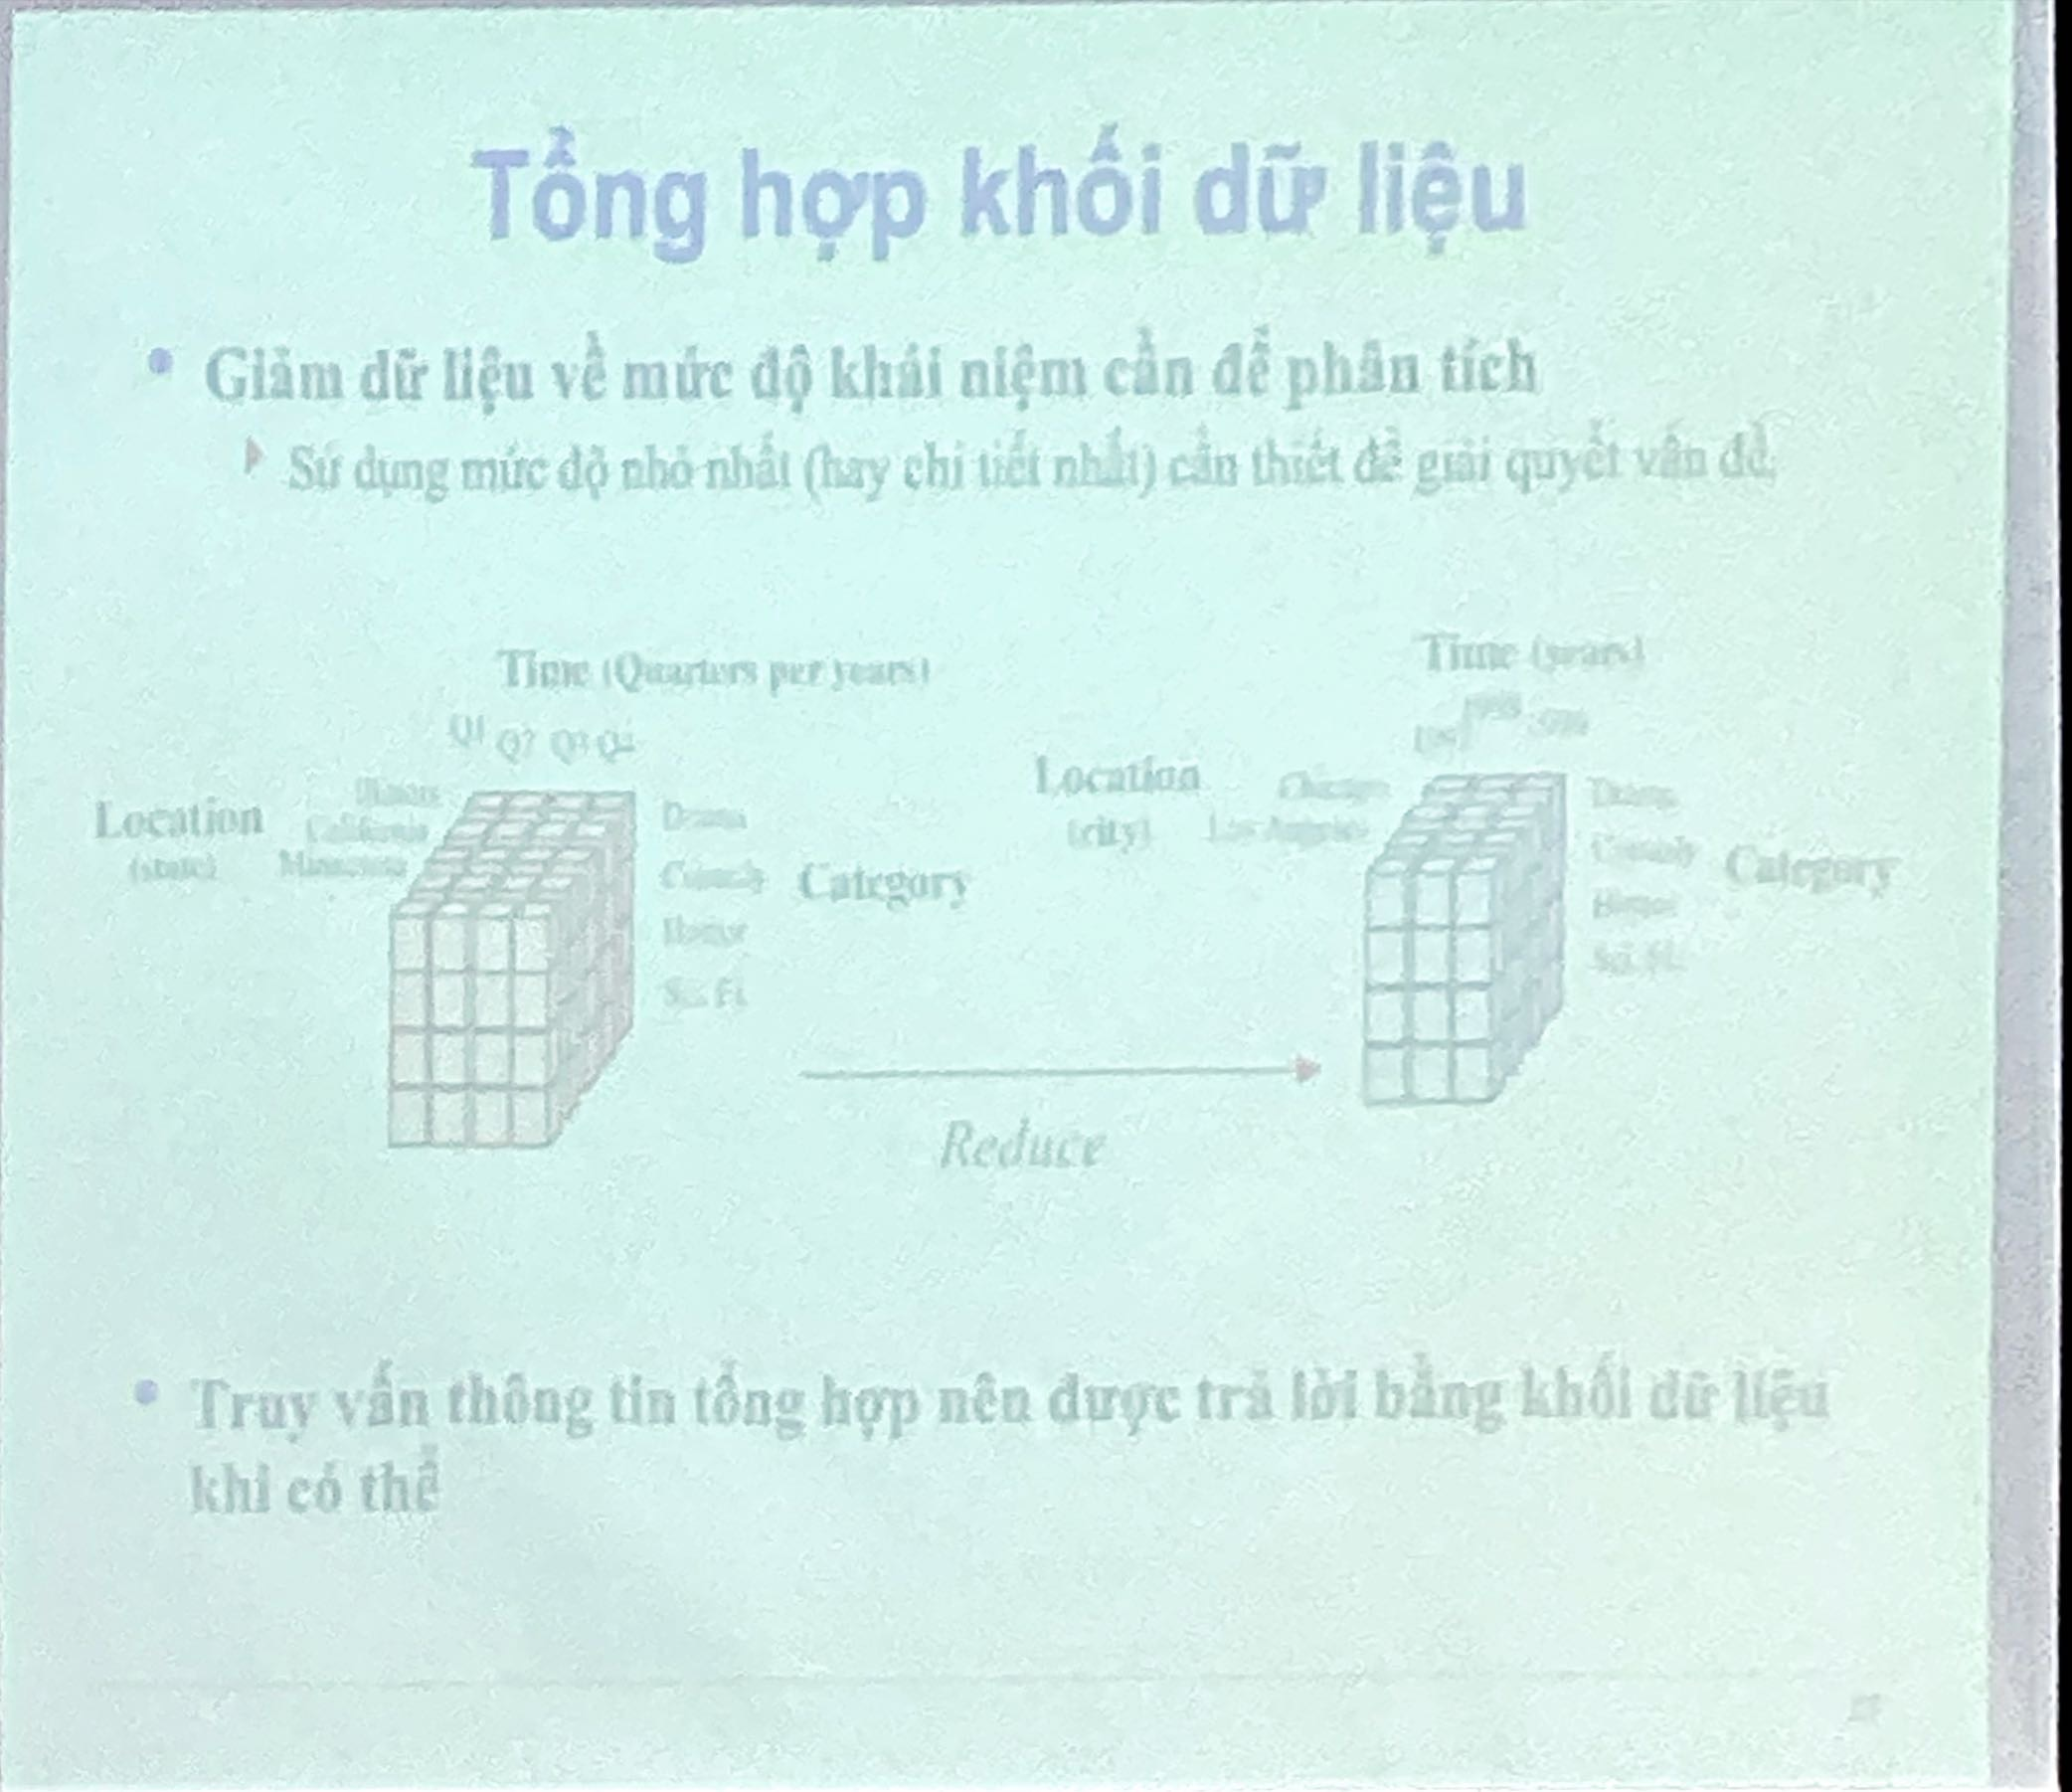 Tổng hợp khối dữ liệu
Giảm dữ liệu về mức độ khái niệm cần để phân tích
Sử dụng mức độ nhỏ nhất (hay chi tiết nhất) cần thiết để giải quyết vấn đề
Time (Quarters per years)
Q1 Q2 Q3 Q4
Location
(state)
Illinois
California
Minnesota
Drama
Comedy
Horror
Sci. Fi.
Category
Time (years)
Location
(city)
Chicago
Los Angeles
Drama
Comedy
Horror
Sci. Fi.
Category
Reduce
Truy vấn thông tin tổng hợp nên được trả lời bằng khối dữ liệu
khi có thể